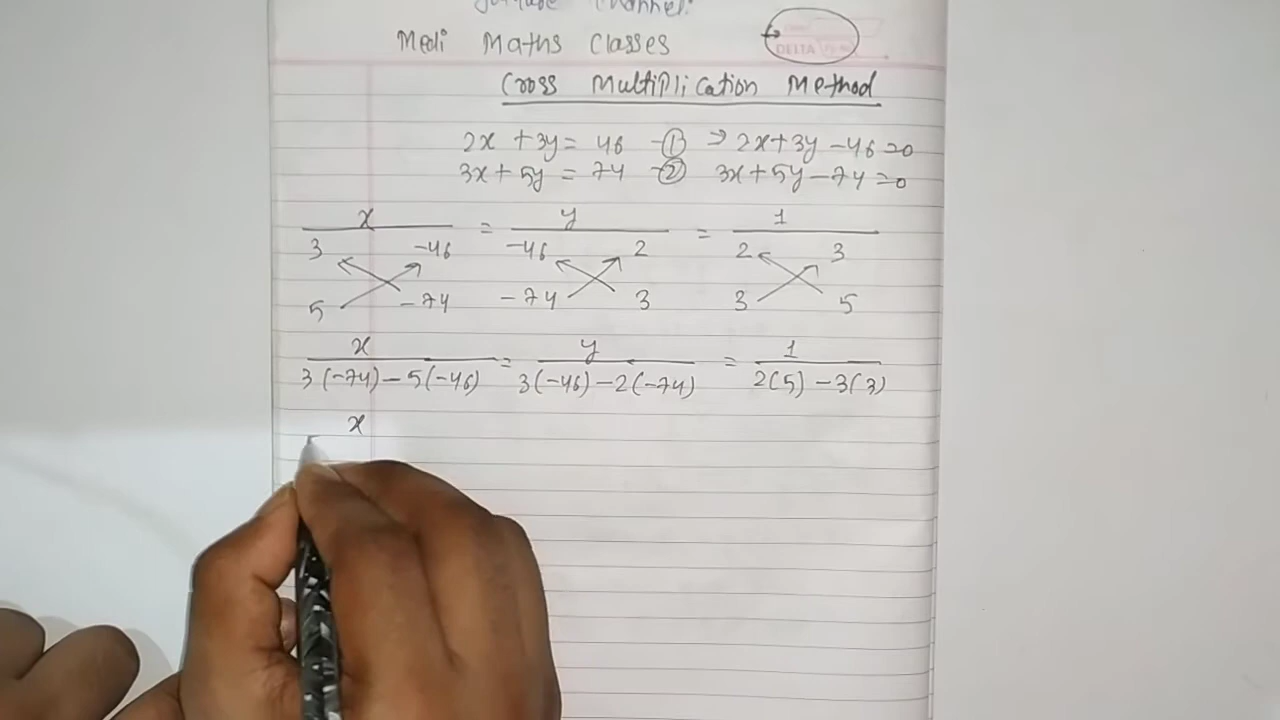 Channel:
Medi Maths Classes
DELTA
Cross Multiplication Method
2x + 3y = 46 - ① ⇒ 2x+3y-46=0
3x + 5y = 74 - ② 3x+5y-74=0
x = y = 1
3 -46 -46 2 2 3
5 -74 -74 3 3 5
x = y = 1
3(-74)-5(-46) 3(-46)-2(-74) 2(5)-3(3)
x